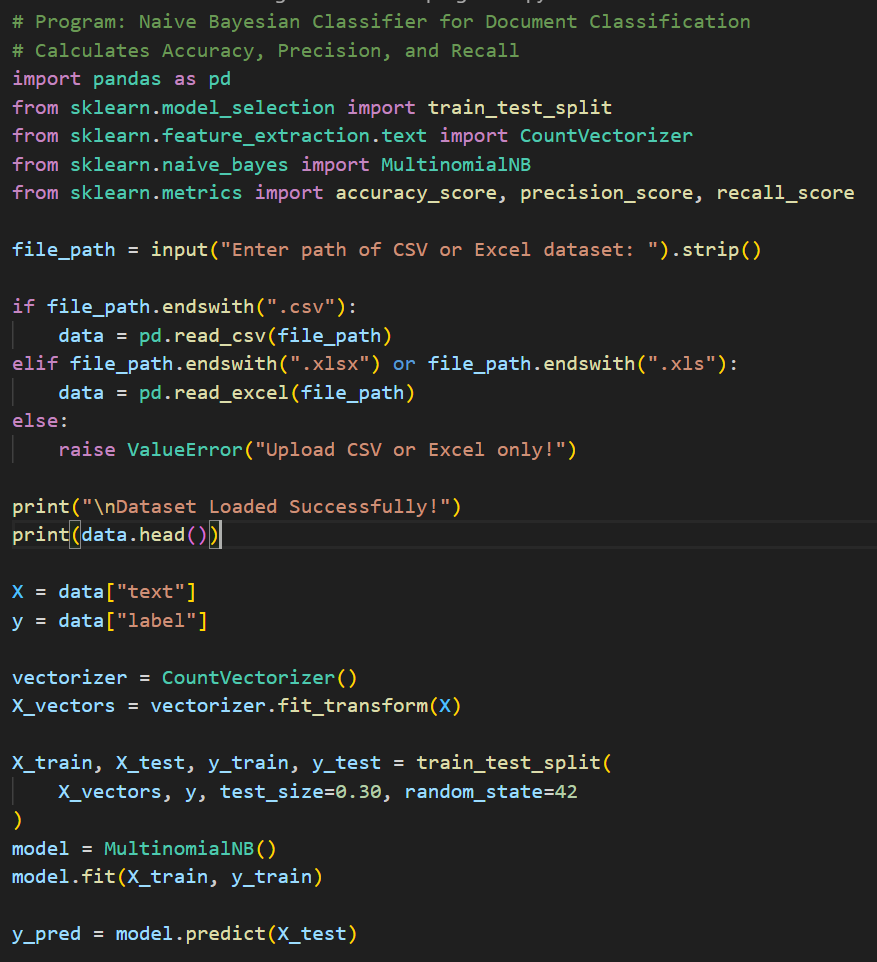 # Program: Naive Bayesian Classifier for Document Classification
# Calculates Accuracy, Precision, and Recall
import pandas as pd
from sklearn.model_selection import train_test_split
from sklearn.feature_extraction.text import CountVectorizer
from sklearn.naive_bayes import MultinomialNB
from sklearn.metrics import accuracy_score, precision_score, recall_score

file_path = input("Enter path of CSV or Excel dataset: ").strip()

if file_path.endswith(".csv"):
    data = pd.read_csv(file_path)
elif file_path.endswith(".xlsx") or file_path.endswith(".xls"):
    data = pd.read_excel(file_path)
else:
    raise ValueError("Upload CSV or Excel only!")

print("\nDataset Loaded Successfully!")
print(data.head())

X = data["text"]
y = data["label"]

vectorizer = CountVectorizer()
X_vectors = vectorizer.fit_transform(X)

X_train, X_test, y_train, y_test = train_test_split(
    X_vectors, y, test_size=0.30, random_state=42
)
model = MultinomialNB()
model.fit(X_train, y_train)

y_pred = model.predict(X_test)